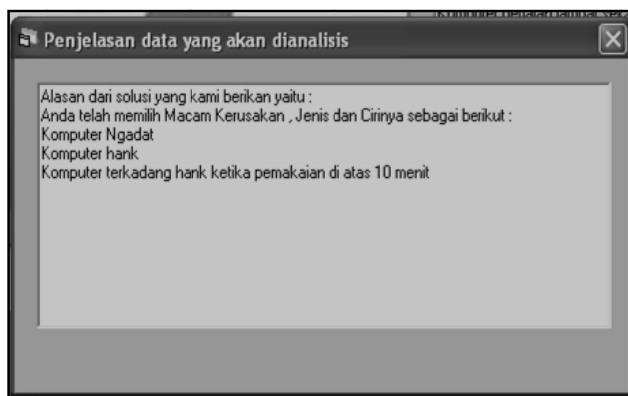 Penjelasan data yang akan dianalisis
Alasan dari solusi yang kami berikan yaitu :
Anda telah memilih Macam Kerusakan , Jenis dan Cirinya sebagai berikut :
Komputer Ngadat
Komputer hank
Komputer terkadang hank ketika pemakaian di atas 10 menit